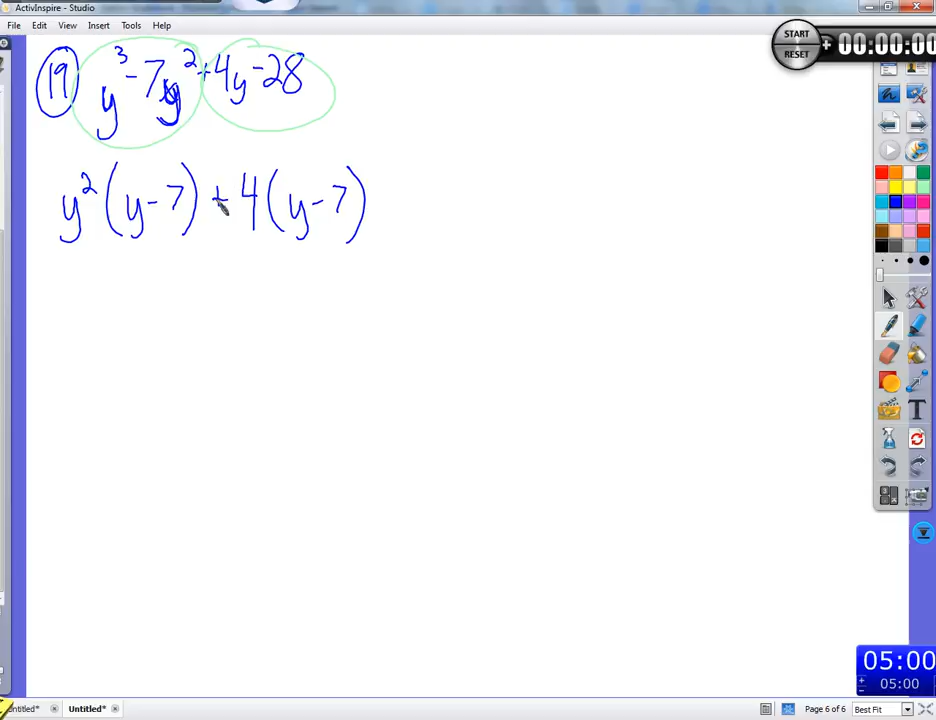 ActivInspire - Studio
File Edit View Insert Tools Help
START
RESET
00:00:00
19 y³ - 7y² + 4y - 28
y² (y - 7) + 4 (y - 7)
T
05:00
05:00
ntitled* Untitled* Page 6 of 6 Best Fit